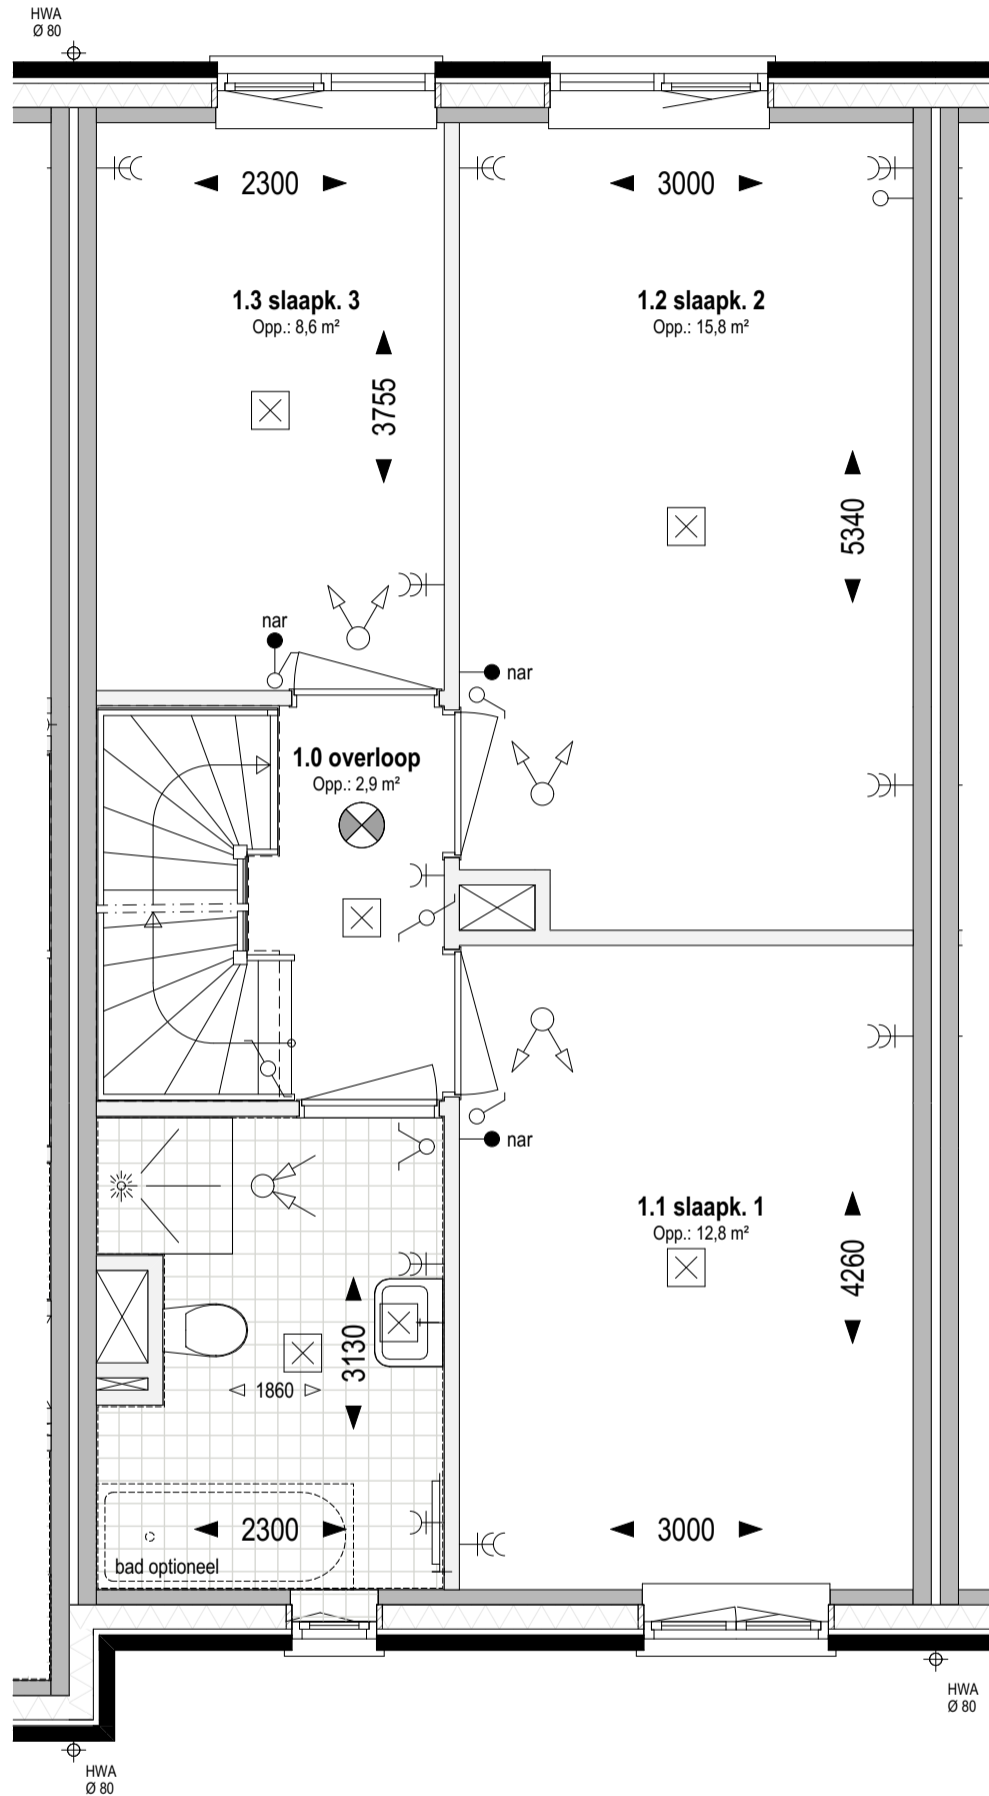 HWA
Ø 80
2300
3000
1.3 slaapk. 3
Opp.: 8,6 m²
1.2 slaapk. 2
Opp.: 15,8 m²
3755
5340
nar
nar
1.0 overloop
Opp.: 2,9 m²
nar
1.1 slaapk. 1
Opp.: 12,8 m²
4260
3130
1860
2300
3000
bad optioneel
HWA
Ø 80
HWA
Ø 80